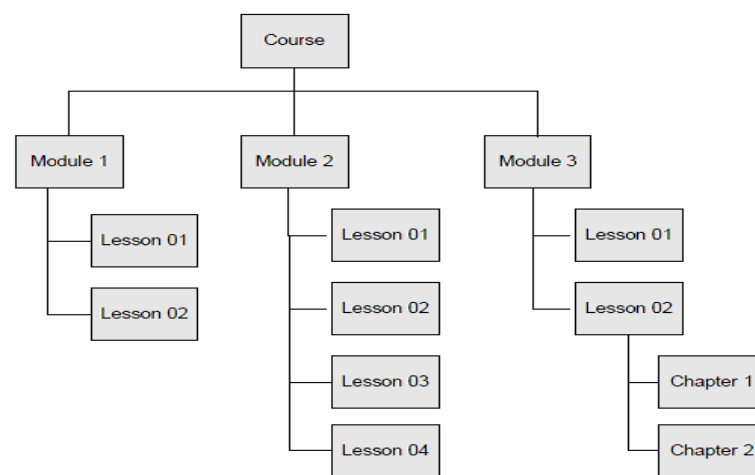 Course
Module 1
Module 2
Module 3
Lesson 01
Lesson 02
Lesson 01
Lesson 02
Lesson 03
Lesson 04
Lesson 01
Lesson 02
Chapter 1
Chapter 2